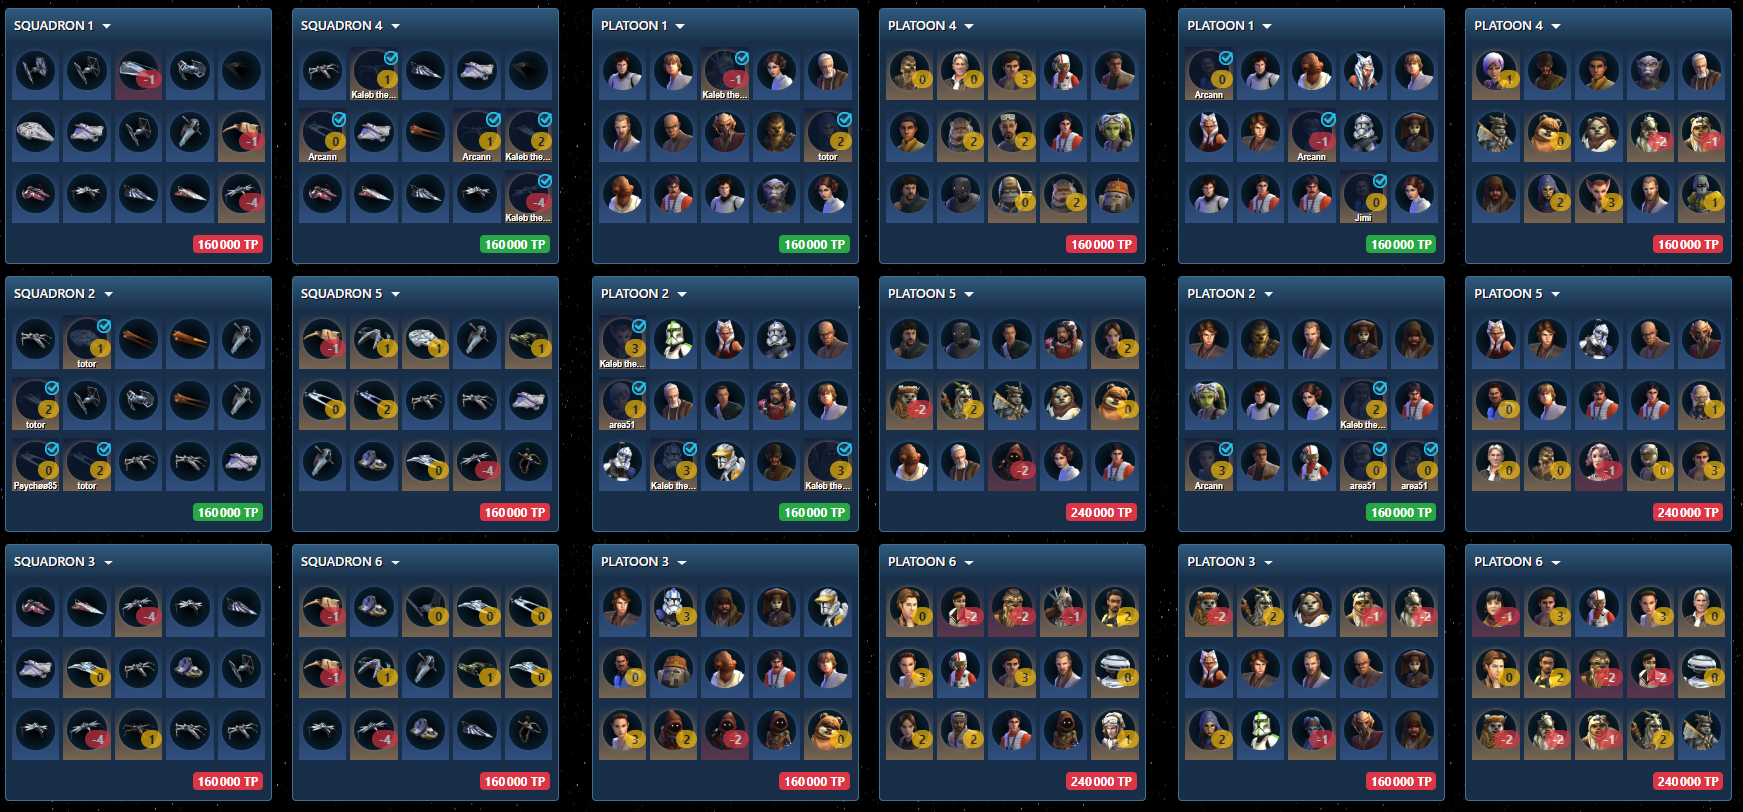 SQUADRON 1
-1
-1
-4
160 000 TP
SQUADRON 4
1
Kaleb the...
0
1
2
Arcann
Arcann
Kaleb the...
-4
Kaleb the...
160 000 TP
PLATOON 1
-1
Kaleb the...
2
totor
160 000 TP
PLATOON 4
0
0
3
2
2
0
2
160 000 TP
PLATOON 1
0
Arcann
-1
Arcann
0
Jimi
160 000 TP
PLATOON 4
1
0
-2
-1
2
3
1
160 000 TP
SQUADRON 2
1
totor
2
totor
0
2
Psychøø85
totor
160 000 TP
SQUADRON 5
-1
1
1
1
0
2
0
-4
160 000 TP
PLATOON 2
3
Kaleb the...
1
area51
3
3
Kaleb the...
Kaleb the...
160 000 TP
PLATOON 5
2
-2
2
0
-2
240 000 TP
PLATOON 2
2
Kaleb the...
3
0
0
Arcann
area51
area51
160 000 TP
PLATOON 5
0
1
0
0
-1
0
3
240 000 TP
SQUADRON 3
-4
0
-4
1
160 000 TP
SQUADRON 6
-1
0
0
0
-1
1
1
0
-4
160 000 TP
PLATOON 3
3
0
3
2
-2
0
160 000 TP
PLATOON 6
0
-2
-2
-1
2
3
3
0
2
2
1
240 000 TP
PLATOON 3
-2
2
-1
-2
2
-1
160 000 TP
PLATOON 6
-1
3
3
0
0
2
-2
-2
0
-2
-2
-1
2
240 000 TP